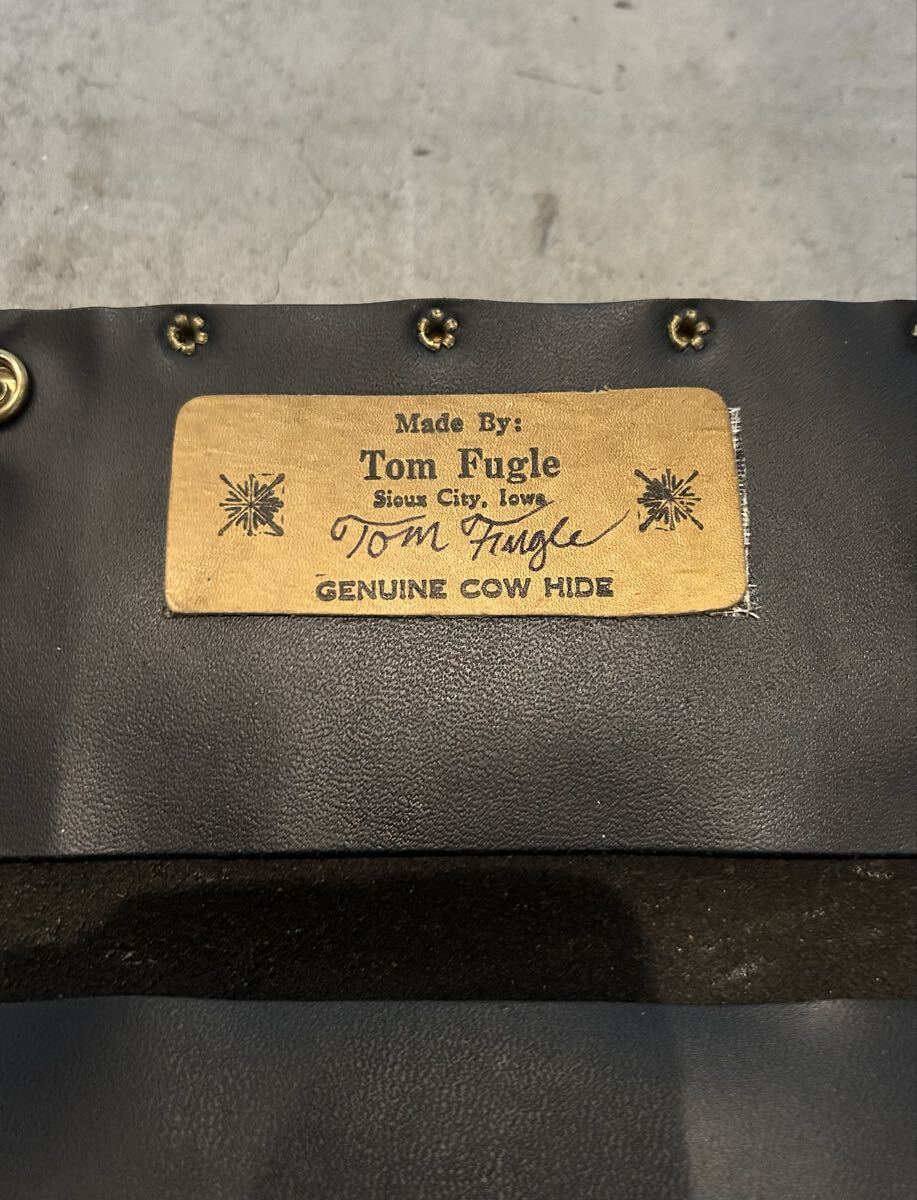 Made By:
Tom Fugle
Sioux City, Iowa
Tom Fugle
GENUINE COW HIDE